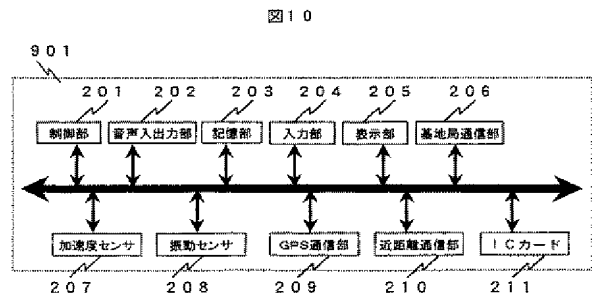 図10
901
201 202 203 204 205 206
制御部 音声入出力部 記憶部 入力部 表示部 基地局通信部
加速度センサ 振動センサ GPS通信部 近距離通信部 ICカード
207 208 209 210 211